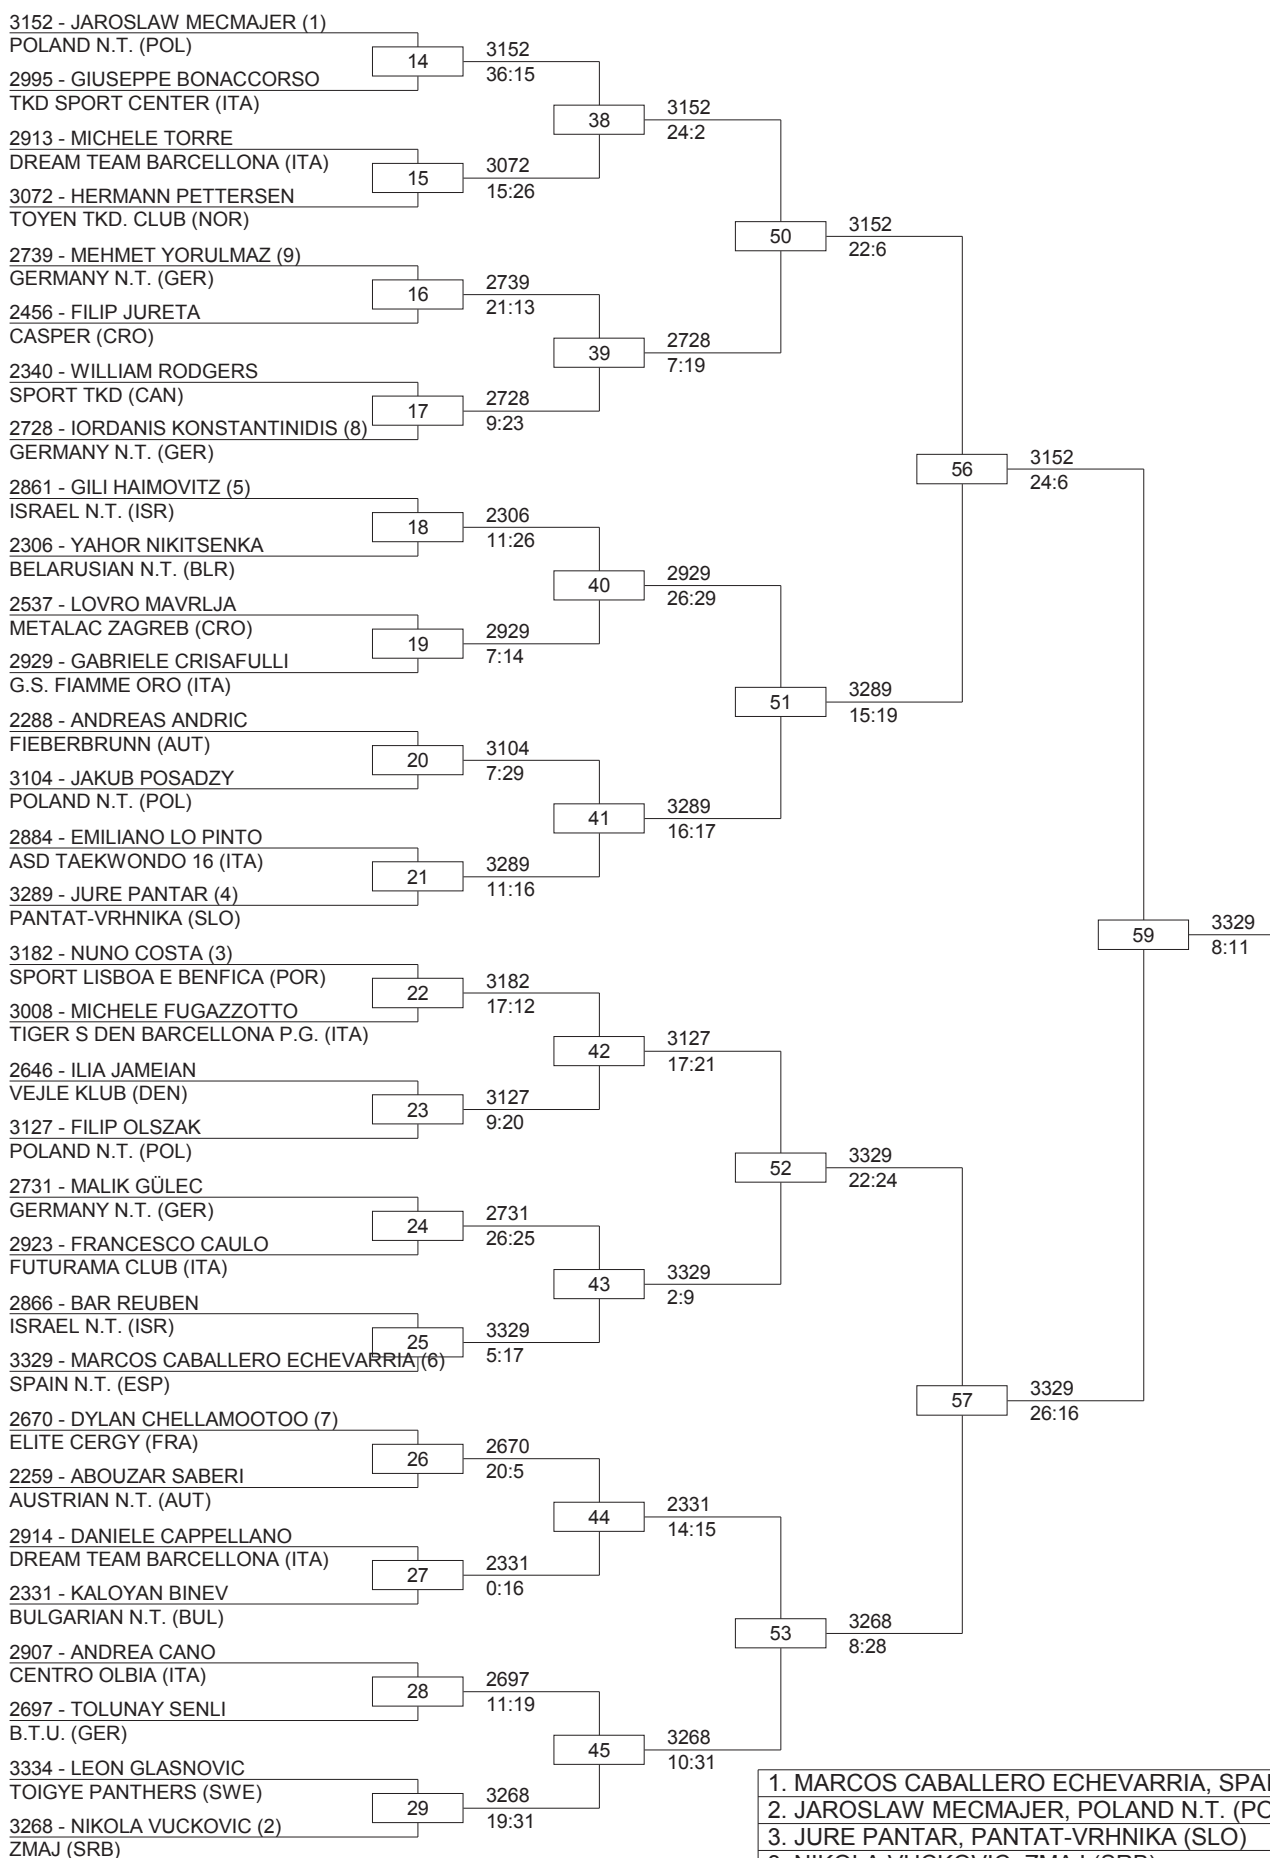 3152 - JAROSLAW MECMAJER (1)
POLAND N.T. (POL)
14
3152
36:15
2995 - GIUSEPPE BONACCORSO
TKD SPORT CENTER (ITA)
38
3152
24:2
2913 - MICHELE TORRE
DREAM TEAM BARCELLONA (ITA)
15
3072
15:26
3072 - HERMANN PETTERSEN
TOYEN TKD. CLUB (NOR)
50
3152
22:6
2739 - MEHMET YORULMAZ (9)
GERMANY N.T. (GER)
16
2739
21:13
2456 - FILIP JURETA
CASPER (CRO)
39
2728
7:19
2340 - WILLIAM RODGERS
SPORT TKD (CAN)
17
2728
9:23
2728 - IORDANIS KONSTANTINIDIS (8)
GERMANY N.T. (GER)
56
3152
24:6
2861 - GILI HAIMOVITZ (5)
ISRAEL N.T. (ISR)
18
2306
11:26
2306 - YAHOR NIKITSENKA
BELARUSIAN N.T. (BLR)
40
2929
26:29
2537 - LOVRO MAVRLJA
METALAC ZAGREB (CRO)
19
2929
7:14
2929 - GABRIELE CRISAFULLI
G.S. FIAMME ORO (ITA)
51
3289
15:19
2288 - ANDREAS ANDRIC
FIEBERBRUNN (AUT)
20
3104
7:29
3104 - JAKUB POSADZY
POLAND N.T. (POL)
41
3289
16:17
2884 - EMILIANO LO PINTO
ASD TAEKWONDO 16 (ITA)
21
3289
11:16
3289 - JURE PANTAR (4)
PANTAT-VRHNIKA (SLO)
59
3329
8:11
3182 - NUNO COSTA (3)
SPORT LISBOA E BENFICA (POR)
22
3182
17:12
3008 - MICHELE FUGAZZOTTO
TIGER S DEN BARCELLONA P.G. (ITA)
42
3127
17:21
2646 - ILIA JAMEIAN
VEJLE KLUB (DEN)
23
3127
9:20
3127 - FILIP OLSZAK
POLAND N.T. (POL)
52
3329
22:24
2731 - MALIK GÜLEC
GERMANY N.T. (GER)
24
2731
26:25
2923 - FRANCESCO CAULO
FUTURAMA CLUB (ITA)
43
3329
2:9
2866 - BAR REUBEN
ISRAEL N.T. (ISR)
25
3329
5:17
3329 - MARCOS CABALLERO ECHEVARRIA (6)
SPAIN N.T. (ESP)
57
3329
26:16
2670 - DYLAN CHELLAMOOTOO (7)
ELITE CERGY (FRA)
26
2670
20:5
2259 - ABOUZAR SABERI
AUSTRIAN N.T. (AUT)
44
2331
14:15
2914 - DANIELE CAPPELLANO
DREAM TEAM BARCELLONA (ITA)
27
2331
0:16
2331 - KALOYAN BINEV
BULGARIAN N.T. (BUL)
53
3268
8:28
2907 - ANDREA CANO
CENTRO OLBIA (ITA)
28
2697
11:19
2697 - TOLUNAY SENLI
B.T.U. (GER)
45
3268
10:31
3334 - LEON GLASNOVIC
TOIGYE PANTHERS (SWE)
29
3268
19:31
3268 - NIKOLA VUCKOVIC (2)
ZMAJ (SRB)
1. MARCOS CABALLERO ECHEVARRIA, SPAI
2. JAROSLAW MECMAJER, POLAND N.T. (PO
3. JURE PANTAR, PANTAT-VRHNIKA (SLO)